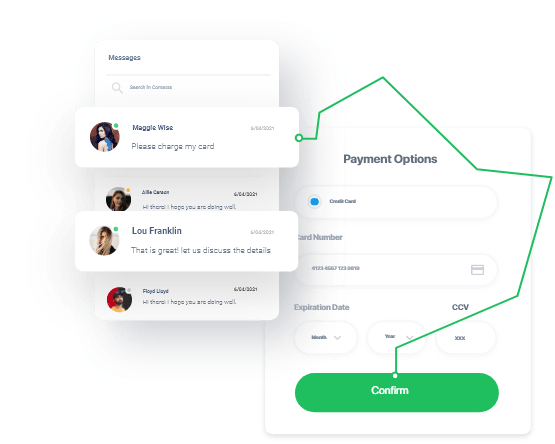 Messages
Search in Contacts
Maggie Wise
6/04/2021
Please charge my card
Allie Carson
6/04/2021
Hi there! I hope you are doing well.
Lou Franklin
6/04/2021
That is great! let us discuss the details
Floyd Lloyd
6/04/2021
Hi there! I hope you are doing well.
Payment Options
Credit Card
Card Number
6123 6567 123 0819
Expiration Date
CCV
Month
Year
XXX
Confirm